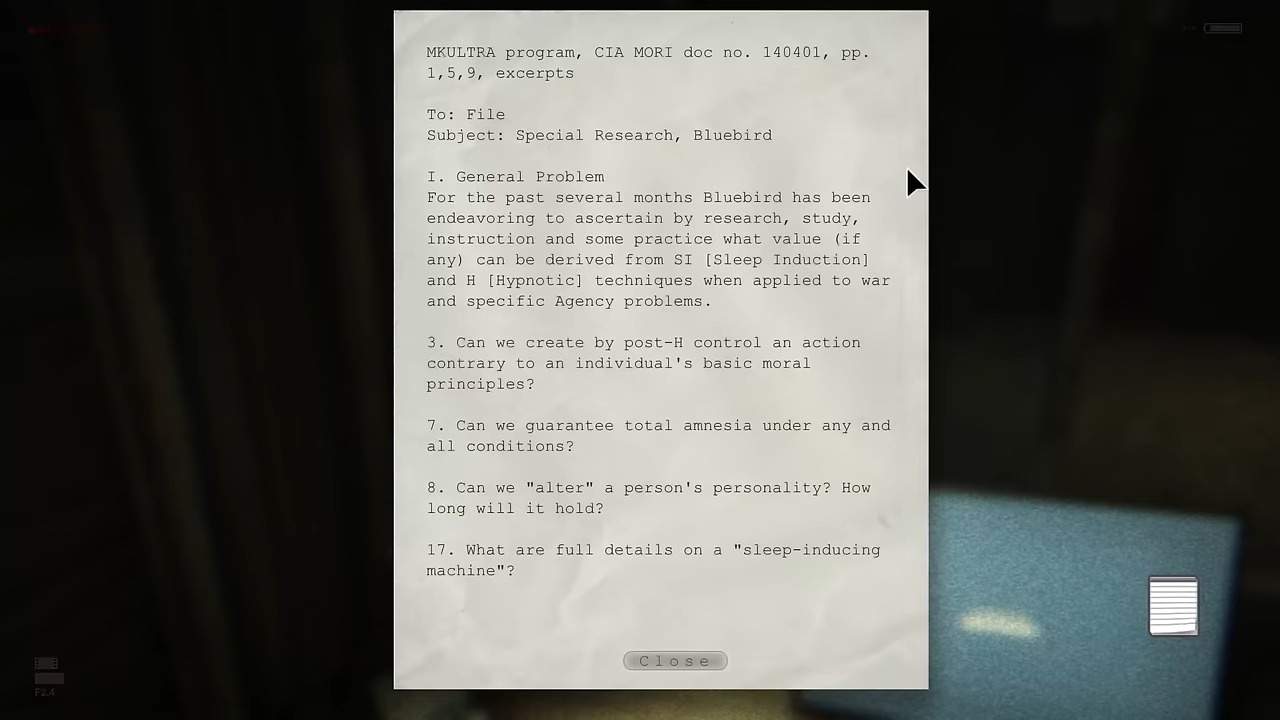 MKULTRA program, CIA MORI doc no. 140401, pp.
1,5,9, excerpts
To: File
Subject: Special Research, Bluebird
I. General Problem
For the past several months Bluebird has been
endeavoring to ascertain by research, study,
instruction and some practice what value (if
any) can be derived from SI [Sleep Induction]
and H [Hypnotic] techniques when applied to war
and specific Agency problems.
3. Can we create by post-H control an action
contrary to an individual's basic moral
principles?
7. Can we guarantee total amnesia under any and
all conditions?
8. Can we "alter" a person's personality? How
long will it hold?
17. What are full details on a "sleep-inducing
machine"?
Close
F2.4